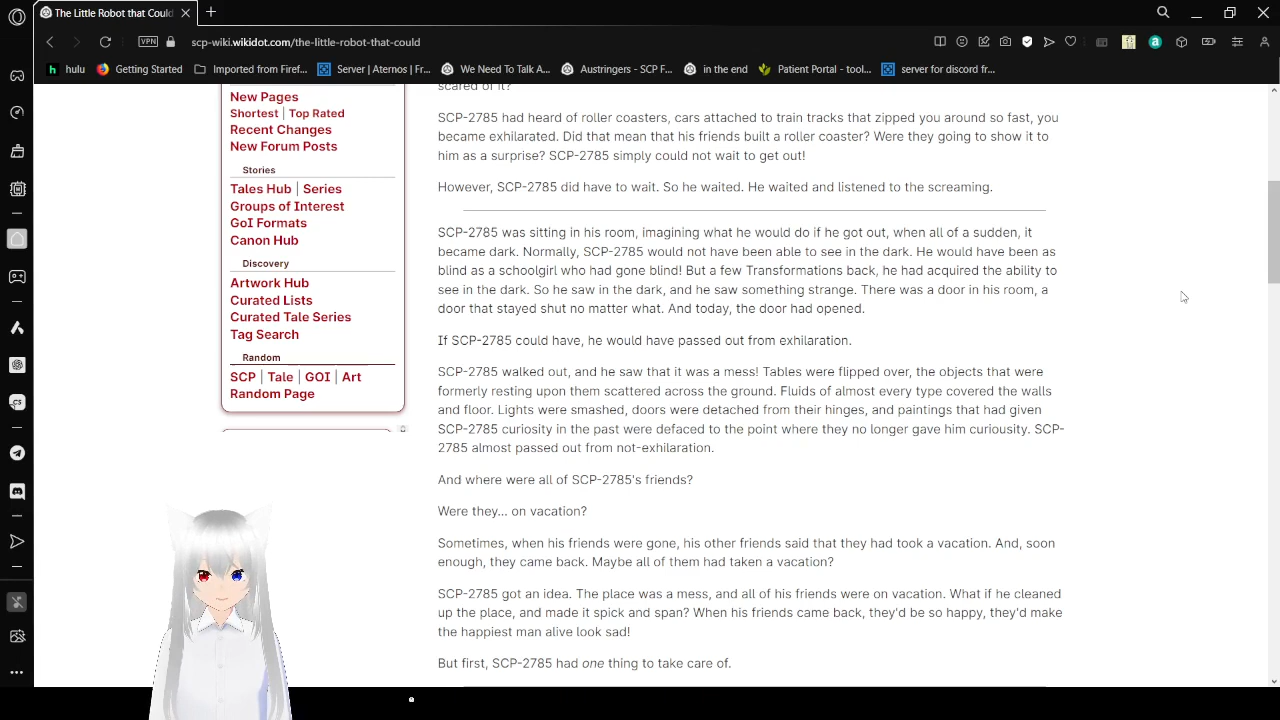 The Little Robot that Could
scp-wiki.wikidot.com/the-little-robot-that-could
VPN
hulu
Getting Started
Imported from Firef...
Server | Aternos | Fr...
We Need To Talk A...
Austringers - SCP F...
in the end
Patient Portal - tool...
server for discord fr...
New Pages
Shortest | Top Rated
Recent Changes
New Forum Posts
Stories
Tales Hub | Series
Groups of Interest
GoI Formats
Canon Hub
Discovery
Artwork Hub
Curated Lists
Curated Tale Series
Tag Search
Random
SCP | Tale | GOI | Art
Random Page
scared of it?
SCP-2785 had heard of roller coasters, cars attached to train tracks that zipped you around so fast, you
became exhilarated. Did that mean that his friends built a roller coaster? Were they going to show it to
him as a surprise? SCP-2785 simply could not wait to get out!
However, SCP-2785 did have to wait. So he waited. He waited and listened to the screaming.
SCP-2785 was sitting in his room, imagining what he would do if he got out, when all of a sudden, it
became dark. Normally, SCP-2785 would not have been able to see in the dark. He would have been as
blind as a schoolgirl who had gone blind! But a few Transformations back, he had acquired the ability to
see in the dark. So he saw in the dark, and he saw something strange. There was a door in his room, a
door that stayed shut no matter what. And today, the door had opened.
If SCP-2785 could have, he would have passed out from exhilaration.
SCP-2785 walked out, and he saw that it was a mess! Tables were flipped over, the objects that were
formerly resting upon them scattered across the ground. Fluids of almost every type covered the walls
and floor. Lights were smashed, doors were detached from their hinges, and paintings that had given
SCP-2785 curiosity in the past were defaced to the point where they no longer gave him curiousity. SCP-
2785 almost passed out from not-exhilaration.
And where were all of SCP-2785's friends?
Were they... on vacation?
Sometimes, when his friends were gone, his other friends said that they had took a vacation. And, soon
enough, they came back. Maybe all of them had taken a vacation?
SCP-2785 got an idea. The place was a mess, and all of his friends were on vacation. What if he cleaned
up the place, and made it spick and span? When his friends came back, they'd be so happy, they'd make
the happiest man alive look sad!
But first, SCP-2785 had one thing to take care of.